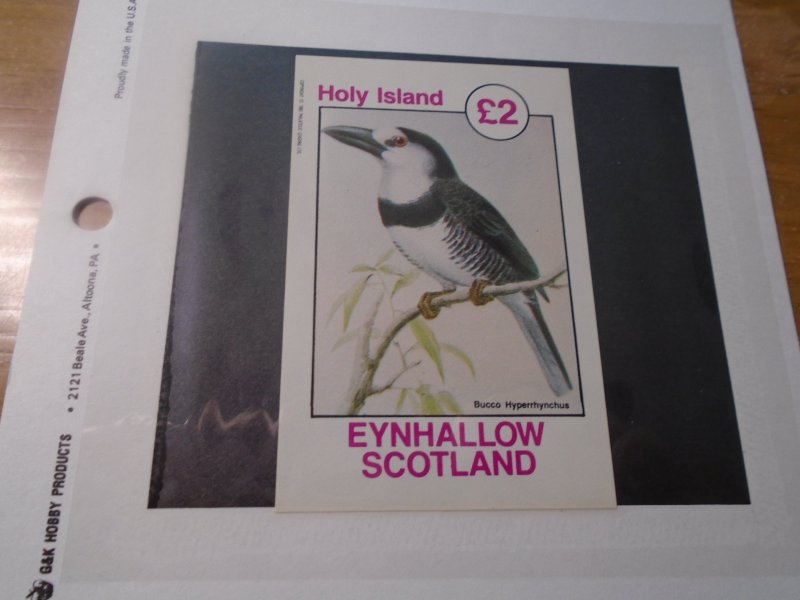 Proudly made in the U.S.A
Holy Island
£2
Bucco Hyperrhynchus
EYNHALLOW
SCOTLAND
G&K HOBBY PRODUCTS • 2121 Beale Ave., Altoona, PA •